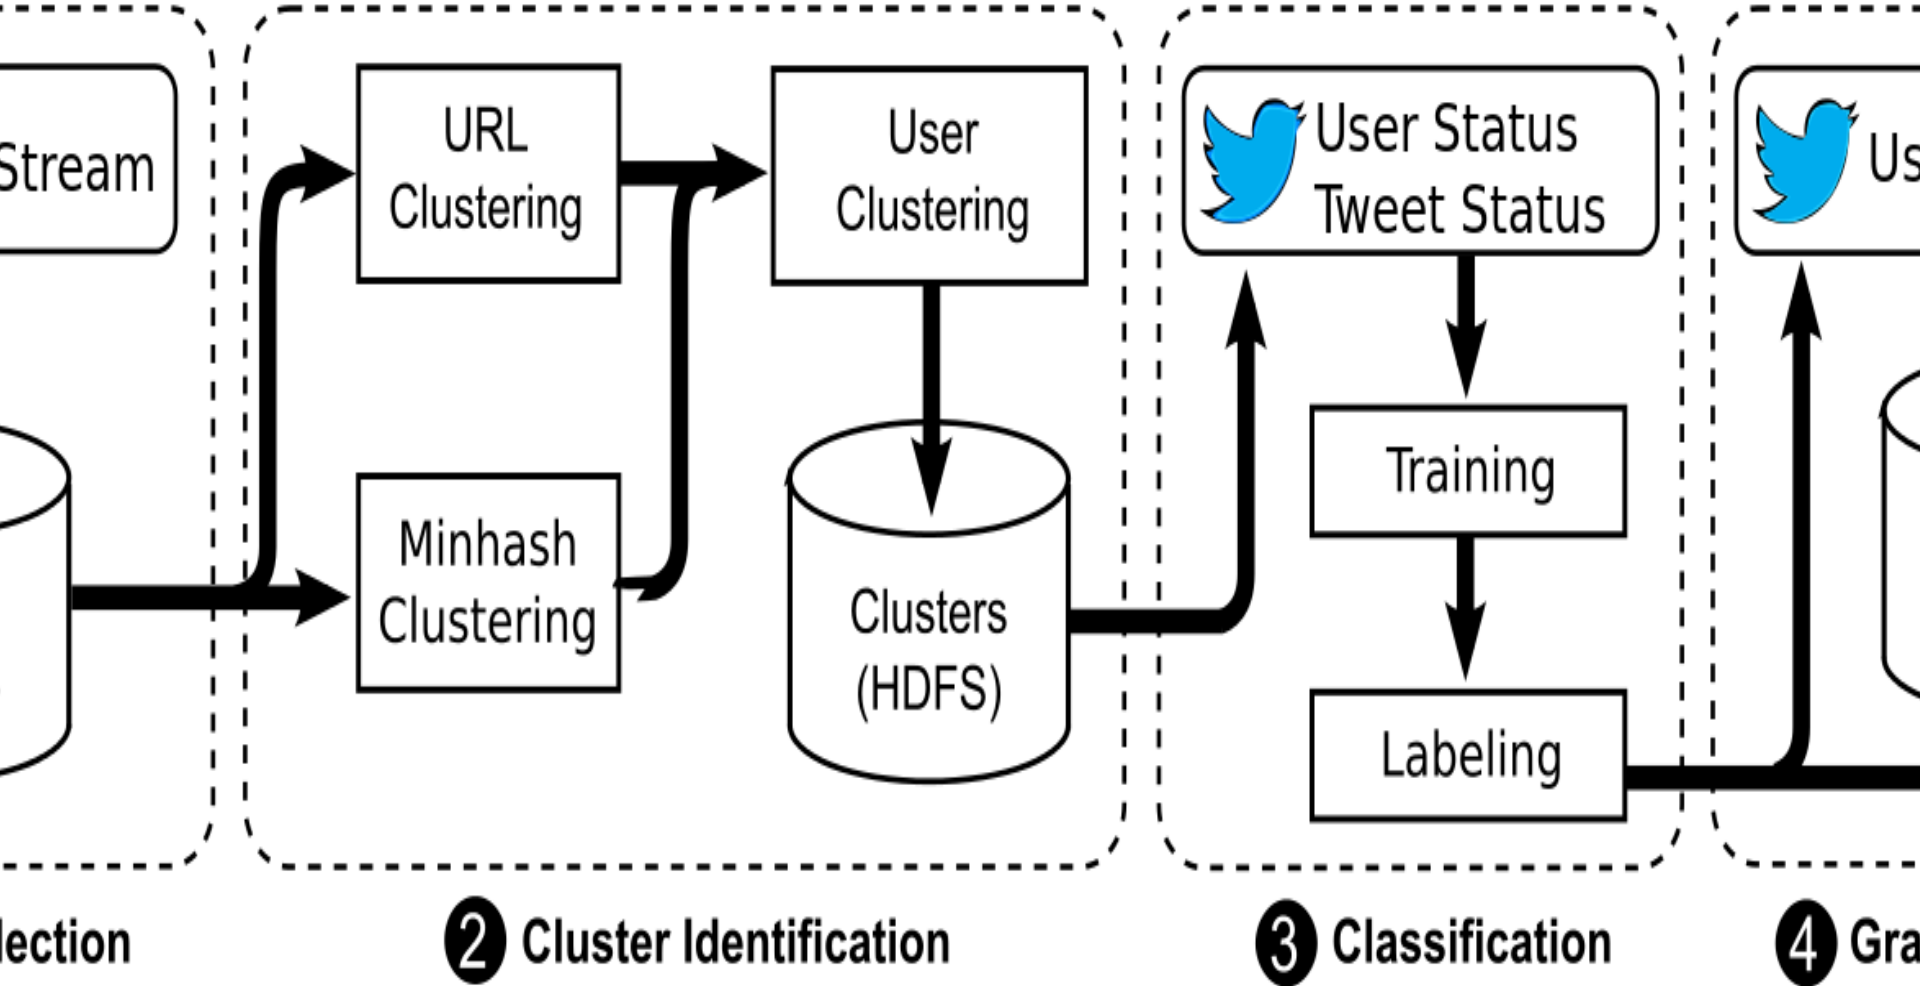 Stream
URL
Clustering
User
Clustering
Minhash
Clustering
Clusters
(HDFS)
User Status
Tweet Status
Training
Labeling
Us
lection
2 Cluster Identification
3 Classification
4 Gra